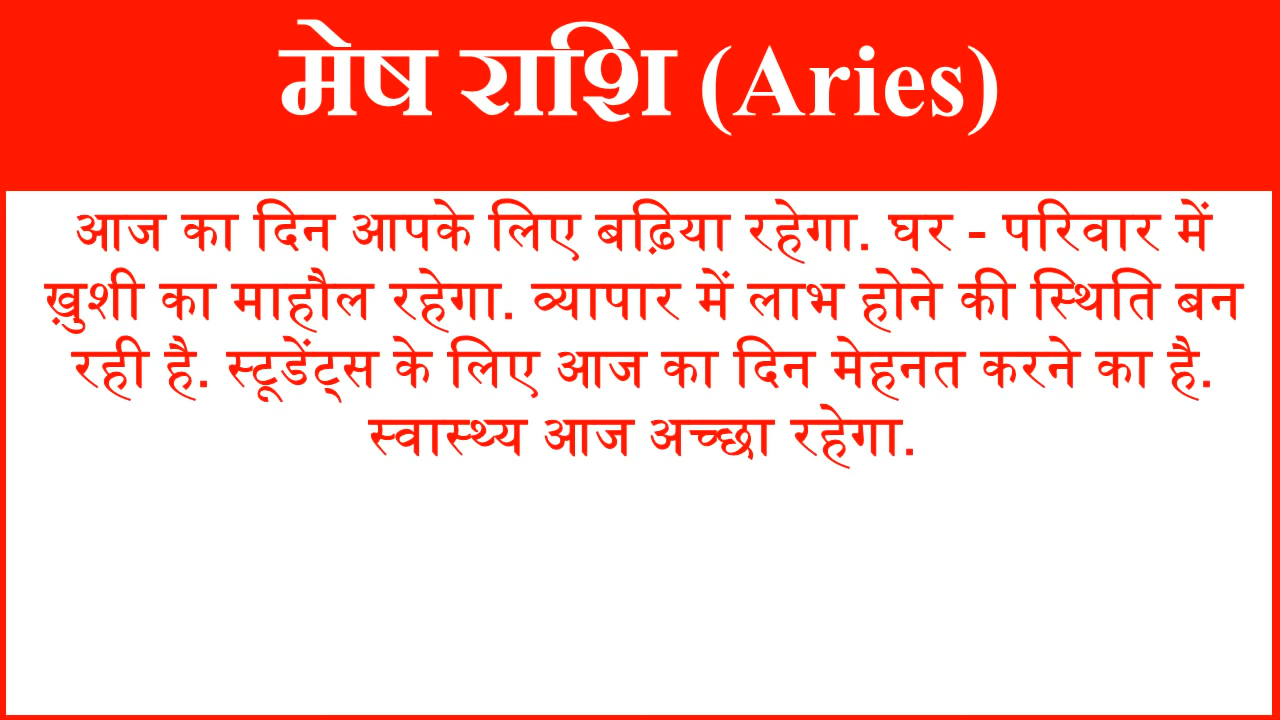 मेष राशि (Aries)
आज का दिन आपके लिए बढ़िया रहेगा. घर - परिवार में
ख़ुशी का माहौल रहेगा. व्यापार में लाभ होने की स्थिति बन
रही है. स्टूडेंट्स के लिए आज का दिन मेहनत करने का है.
स्वास्थ्य आज अच्छा रहेगा.